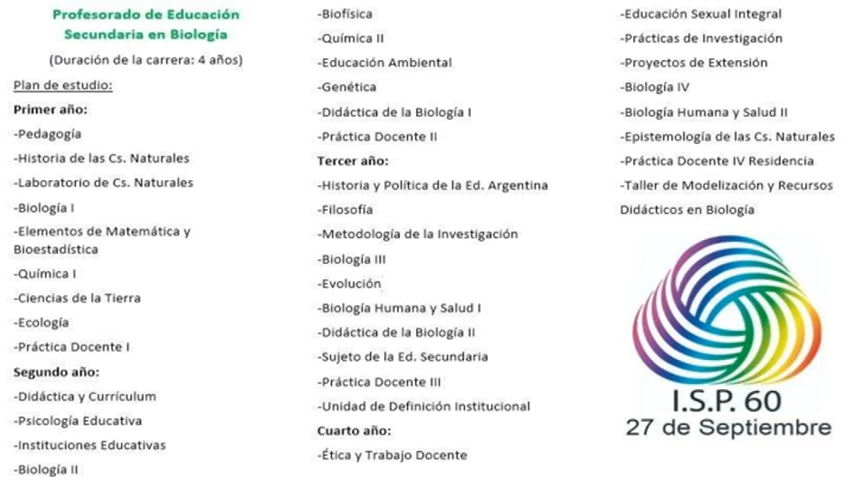 Profesorado de Educación
Secundaria en Biología
(Duración de la carrera: 4 años)
Plan de estudio:
Primer año:
-Pedagogía
-Historia de las Cs. Naturales
-Laboratorio de Cs. Naturales
-Biología I
-Elementos de Matemática y
Bioestadística
-Química I
-Ciencias de la Tierra
-Ecología
-Práctica Docente I
Segundo año:
-Didáctica y Currículum
-Psicología Educativa
-Instituciones Educativas
-Biología II
-Biofísica
-Química II
-Educación Ambiental
-Genética
-Didáctica de la Biología I
-Práctica Docente II
Tercer año:
-Historia y Política de la Ed. Argentina
-Filosofía
-Metodología de la Investigación
-Biología III
-Evolución
-Biología Humana y Salud I
-Didáctica de la Biología II
-Sujeto de la Ed. Secundaria
-Práctica Docente III
-Unidad de Definición Institucional
Cuarto año:
-Ética y Trabajo Docente
-Educación Sexual Integral
-Prácticas de Investigación
-Proyectos de Extensión
-Biología IV
-Biología Humana y Salud II
-Epistemología de las Cs. Naturales
-Práctica Docente IV Residencia
-Taller de Modelización y Recursos
Didácticos en Biología
I.S.P. 60
27 de Septiembre